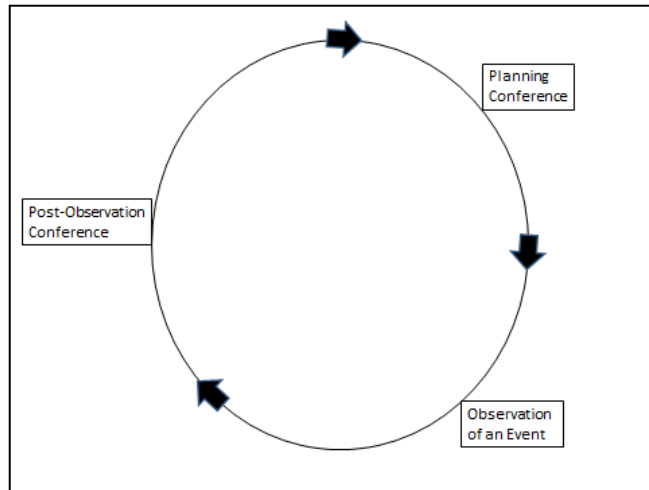 Planning
Conference
Post-Observation
Conference
Observation
of an Event